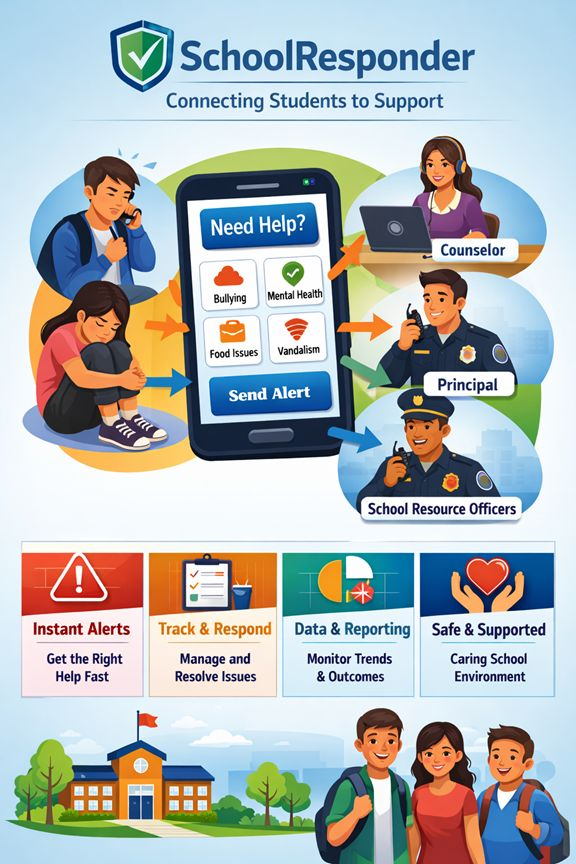 SchoolResponder
Connecting Students to Support
Need Help?
Bullying
Mental Health
Food Issues
Vandalism
Send Alert
Counselor
Principal
School Resource Officers
Instant Alerts
Get the Right
Help Fast
Track & Respond
Manage and
Resolve Issues
Data & Reporting
Monitor Trends
& Outcomes
Safe & Supported
Caring School
Environment